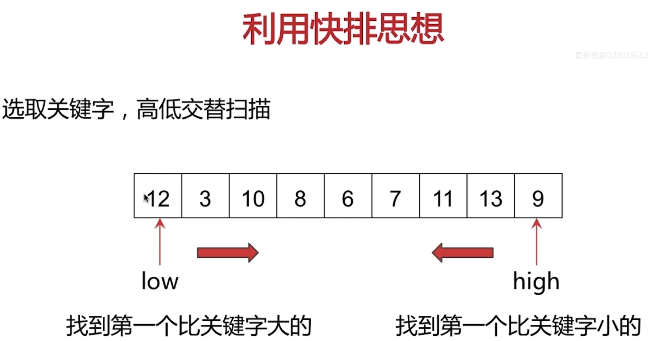 利用快排思想
选取关键字，高低交替扫描
12 3 10 8 6 7 11 13 9
low high
找到第一个比关键字大的 找到第一个比关键字小的